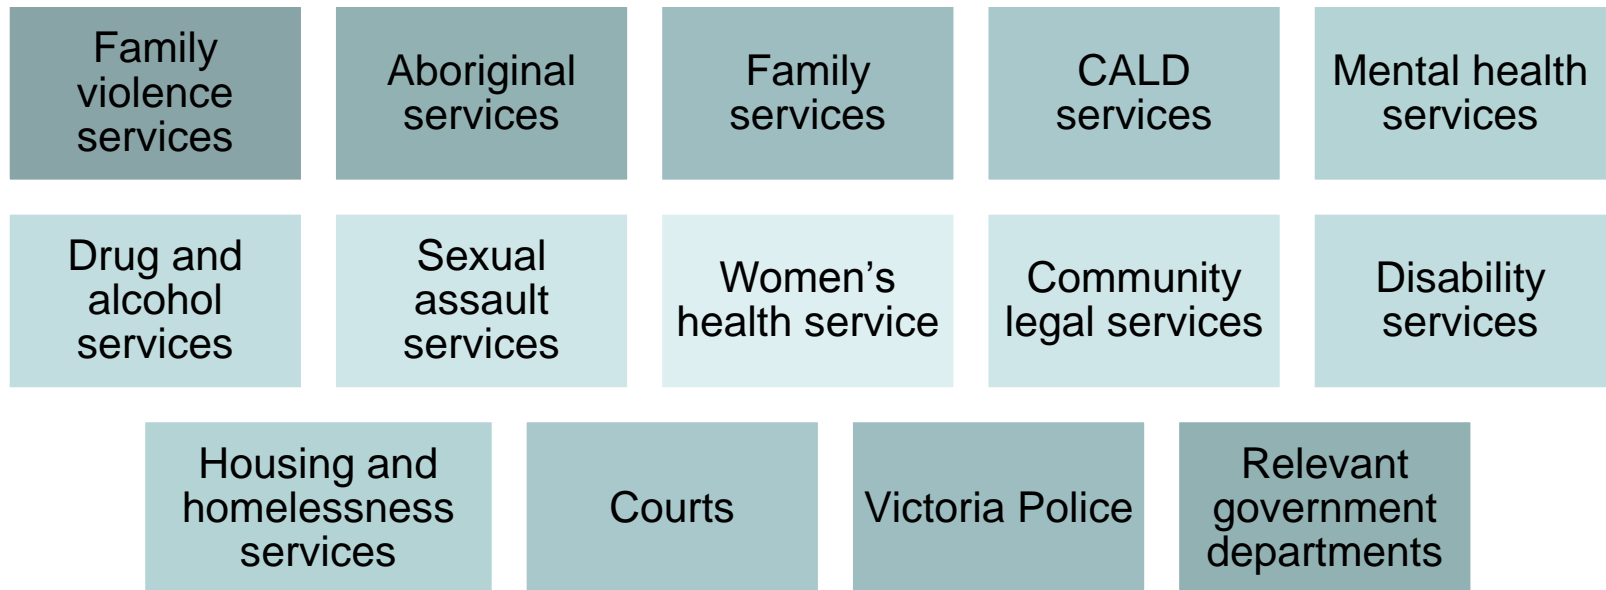 Family
violence
services
Aboriginal
services
Family
services
CALD
services
Mental health
services
Drug and
alcohol
services
Sexual
assault
services
Women’s
health service
Community
legal services
Disability
services
Housing and
homelessness
services
Courts
Victoria Police
Relevant
government
departments